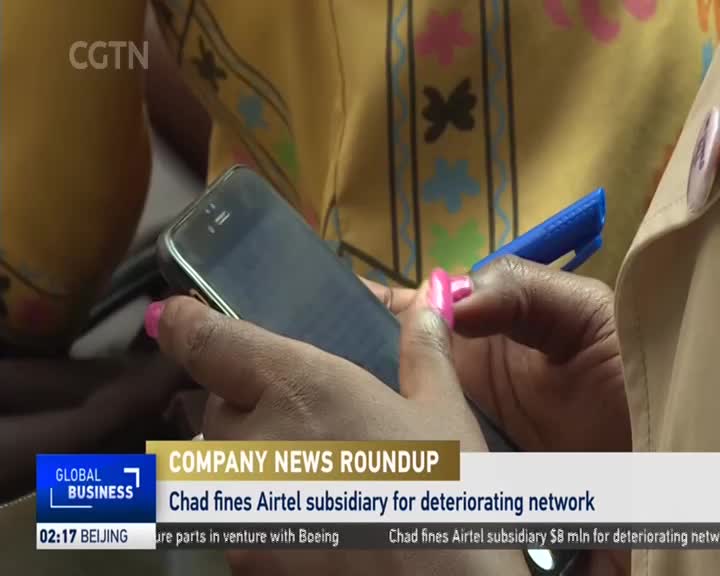 CGTN
COMPANY NEWS ROUNDUP
GLOBAL
BUSINESS
Chad fines Airtel subsidiary for deteriorating network
02:17 BEIJING
ure parts in venture with Boeing Chad fines Airtel subsidiary $8 mln for deteriorating netw